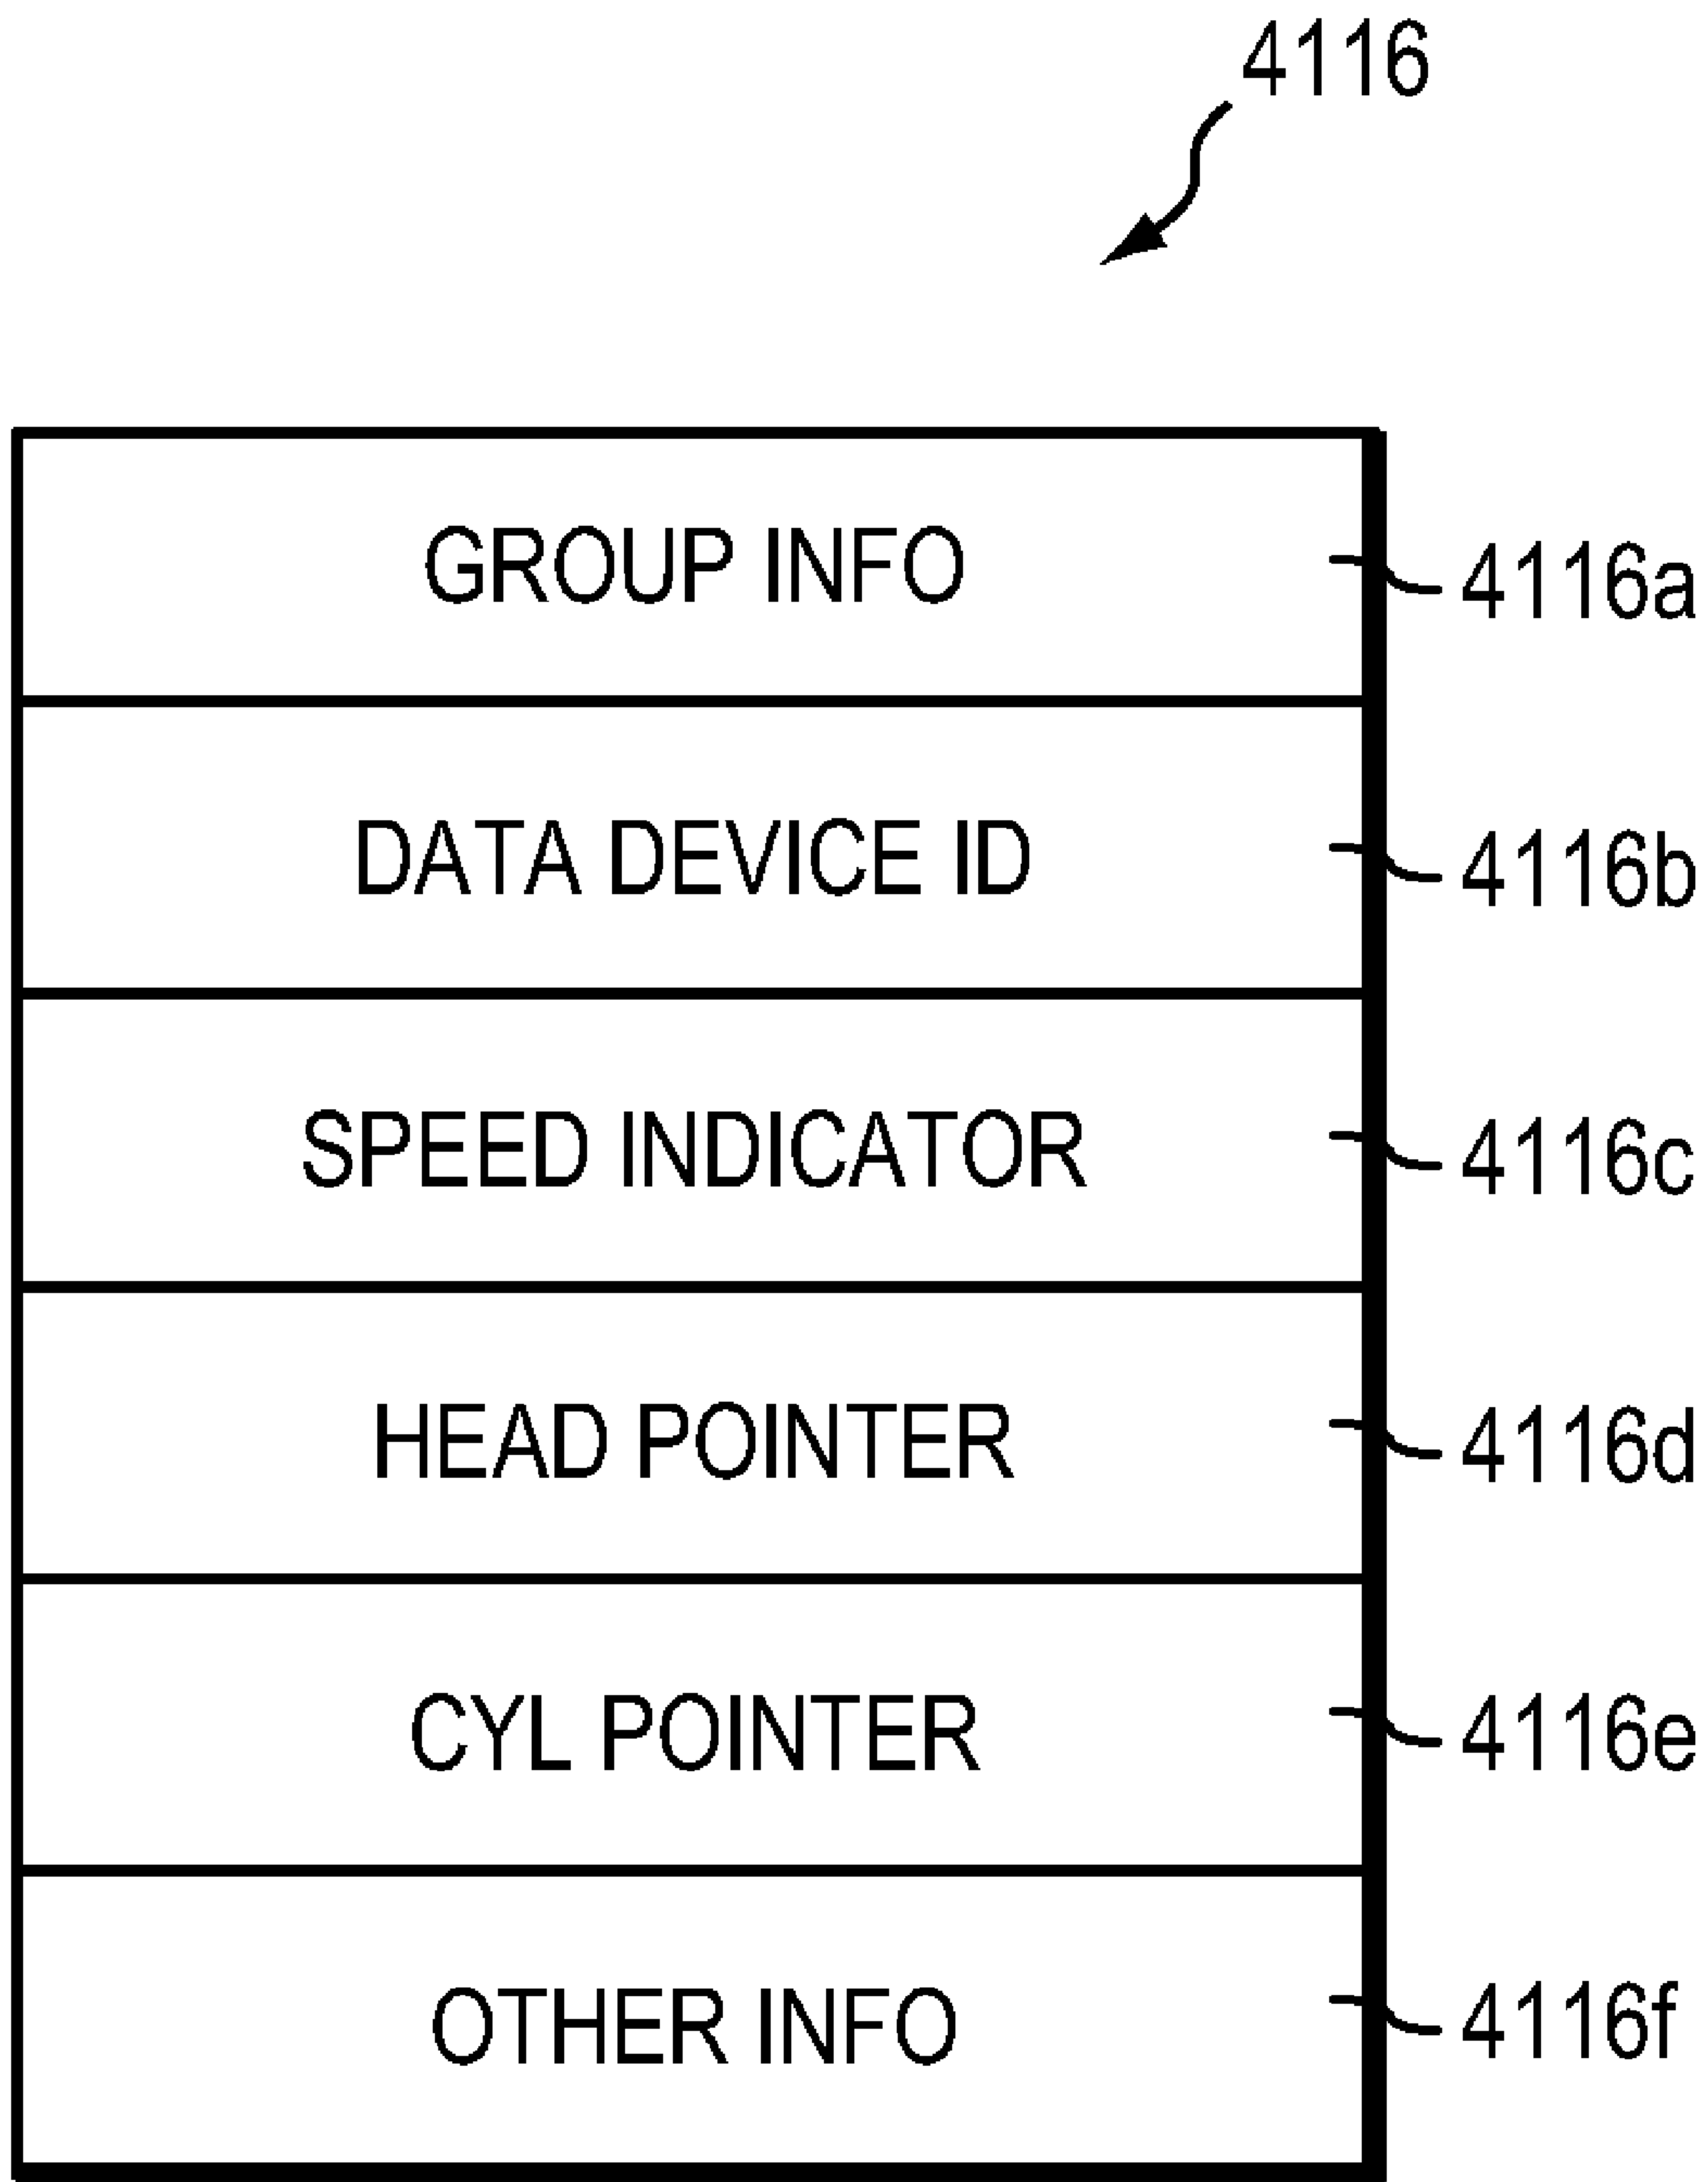 4116
GROUP INFO 4116a
DATA DEVICE ID 4116b
SPEED INDICATOR 4116c
HEAD POINTER 4116d
CYL POINTER 4116e
OTHER INFO 4116f